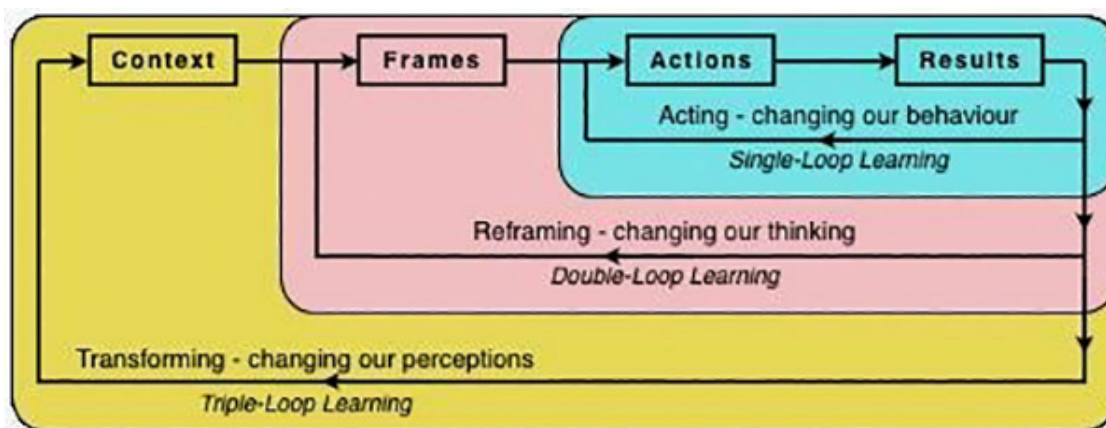 Context
Frames
Actions
Results
Acting - changing our behaviour
Single-Loop Learning
Reframing - changing our thinking
Double-Loop Learning
Transforming - changing our perceptions
Triple-Loop Learning